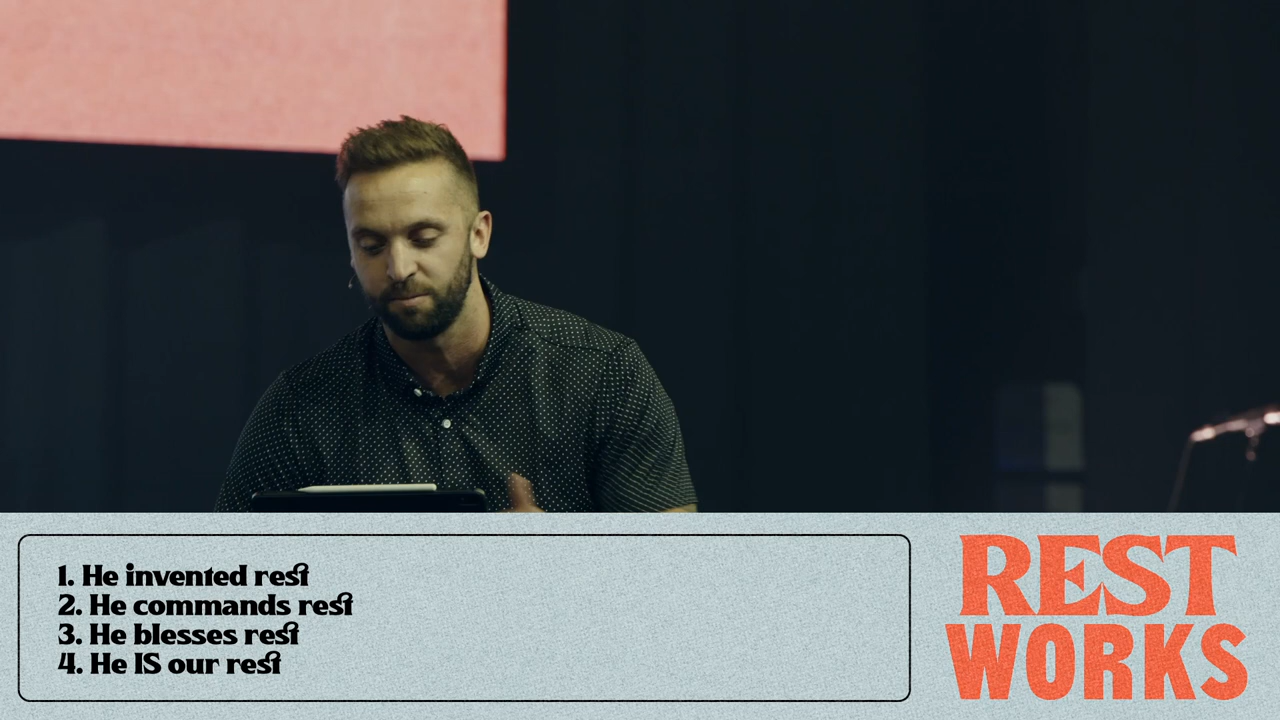 1. He invented rest
2. He commands rest
3. He blesses rest
4. He IS our rest
REST
WORKS